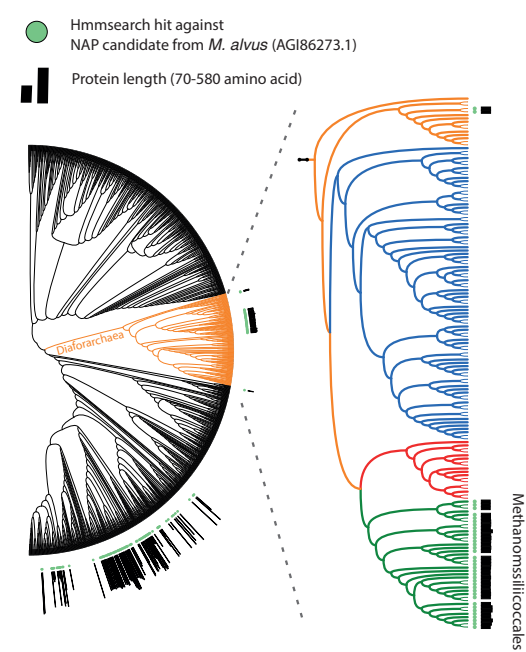 Hmmsearch hit against
NAP candidate from M. alvus (AGI86273.1)
Protein length (70-580 amino acid)
Diaforarchaea
Methanomssiliicoccales